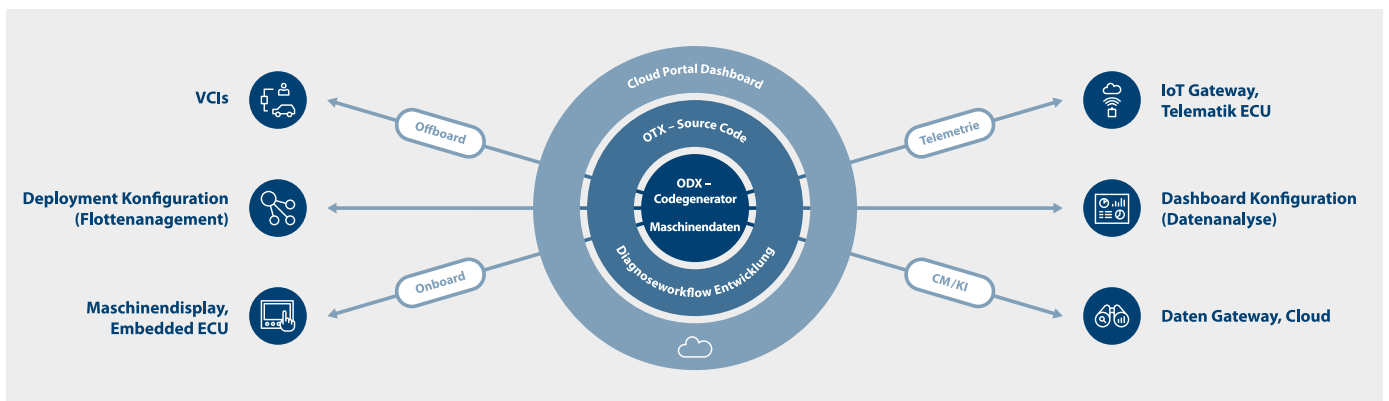 VCIs
Offboard
Deployment Konfiguration
(Flottenanagement)
Onboard
Maschinendisplay,
Embedded ECU
Cloud Portal Dashboard
OTX – Source Code
ODX –
Codegenerator
Maschinendaten
Diagnoseworkflow Entwicklung
Telemetrie
IoT Gateway,
Telematik ECU
Dashboard Konfiguration
(Datenanalyse)
CM/KI
Daten Gateway, Cloud